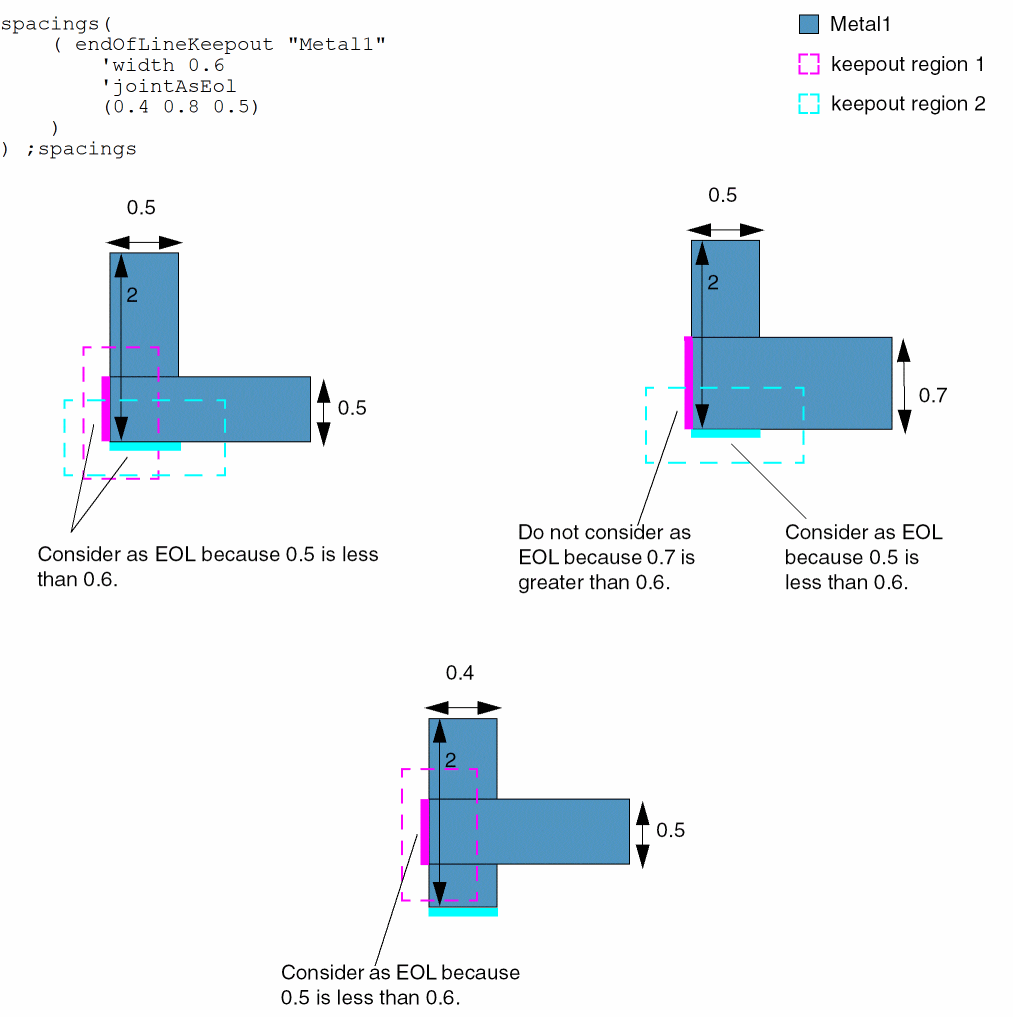 spacings(
( endOfLineKeepout "Metal1"
'width 0.6
'jointAsEol
(0.4 0.8 0.5)
)
) ;spacings
Metal1
keepout region 1
keepout region 2
0.5
2
0.5
Consider as EOL because 0.5 is less
than 0.6.
0.5
2
0.7
Do not consider as
EOL because 0.7 is
greater than 0.6.
Consider as EOL
because 0.5 is
less than 0.6.
0.4
2
0.5
Consider as EOL because
0.5 is less than 0.6.